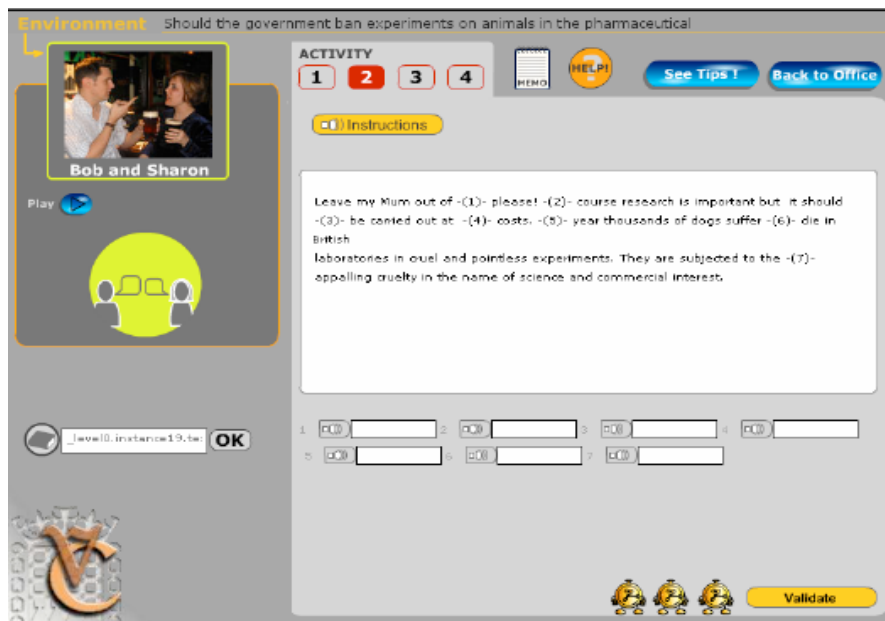 Environment Should the government ban experiments on animals in the pharmaceutical
Bob and Sharon
Play
_level0.instance19.te:
OK
ACTIVITY
1 2 3 4
MEMO
HELP!
See Tips !
Back to Office
Instructions
Leave my Mum out of -(1)- please! -(2)- course research is important but it should
-(3)- be carried out at -(4)- costs. -(5)- year thousands of dogs suffer -(6)- die in
British
laboratories in cruel and pointless experiments. They are subjected to the -(7)-
appalling cruelty in the name of science and commercial interest.
1 2 3 4
5 6 7
VC
Validate